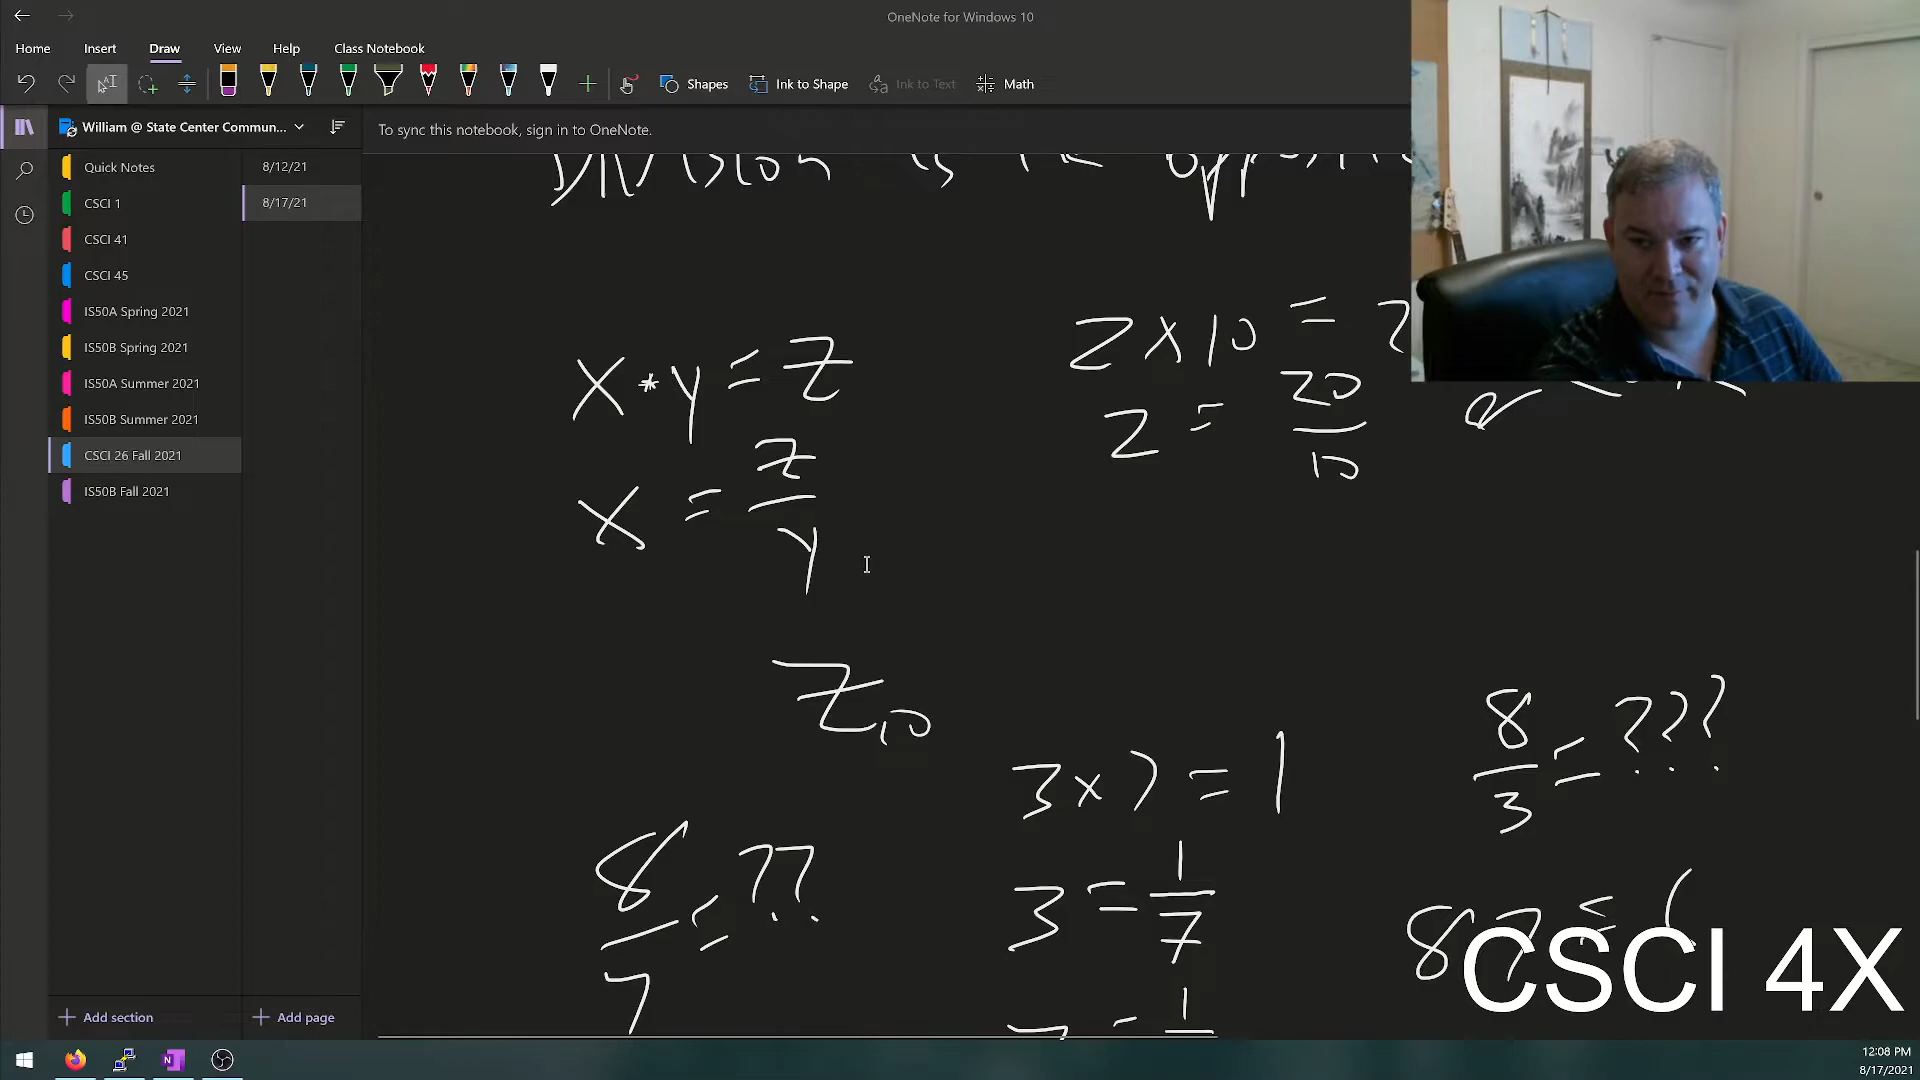 OneNote for Windows 10
Home Insert Draw View Help Class Notebook
Shapes Ink to Shape Ink to Text Math
William @ State Center Commun...
To sync this notebook, sign in to OneNote.
Quick Notes
CSCI 1
CSCI 41
CSCI 45
IS50A Spring 2021
IS50B Spring 2021
IS50A Summer 2021
IS50B Summer 2021
CSCI 26 Fall 2021
IS50B Fall 2021
8/12/21
8/17/21
Division is the opposit
X * Y = Z
X = Z/Y
2 x 10 = 2
2 = 20/10
Z10
3 x 7 = 1
3 = 1/7
8/3 = ???
8/7 = ??
CSCI 4X
Add section
Add page
12:08 PM
8/17/2021